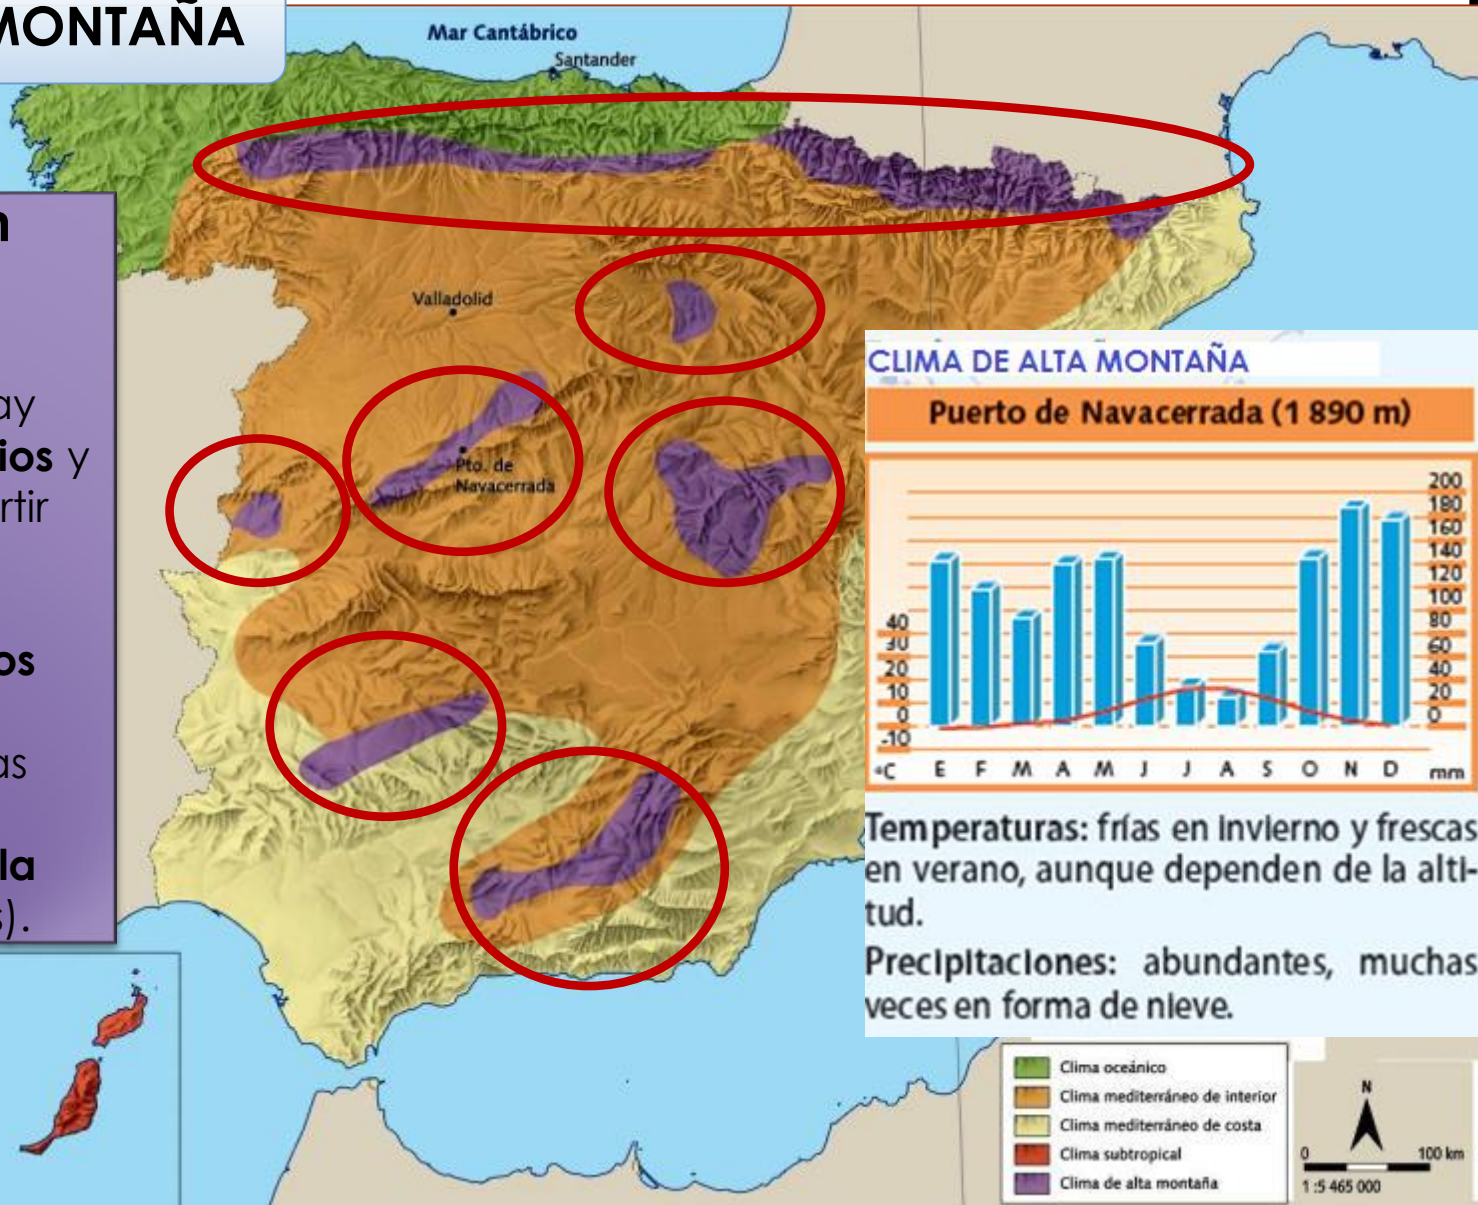 MONTAÑA
Mar Cantábrico
Santander
ay
ios y
rtir
os
as
la
s).
Valladolid
Pto. de
Navacerrada
CLIMA DE ALTA MONTAÑA
Puerto de Navacerrada (1 890 m)
200
180
160
140
120
100
80
60
40
20
0
40
30
20
10
0
-10
°C E F M A M J J A S O N D mm
Temperaturas: frías en invierno y frescas
en verano, aunque dependen de la alti-
tud.
Precipitaciones: abundantes, muchas
veces en forma de nieve.
Clima oceánico
Clima mediterráneo de interior
Clima mediterráneo de costa
Clima subtropical
Clima de alta montaña
N
0 100 km
1 :5 465 000